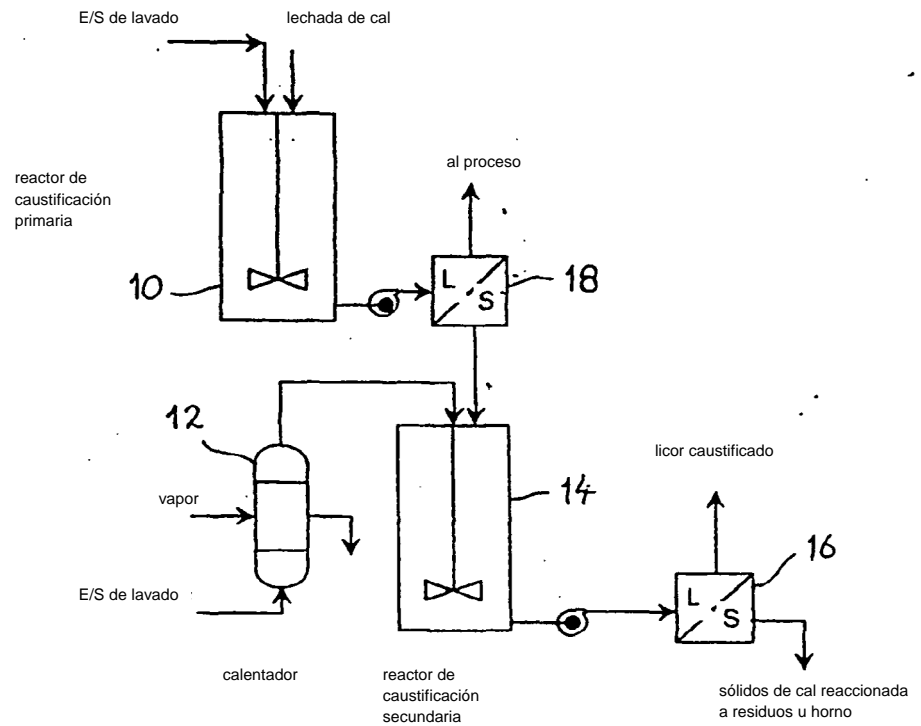 E/S de lavado
lechada de cal
reactor de
caustificación
primaria
al proceso
10
L
S
18
12
vapor
14
licor caustificado
16
E/S de lavado
L
S
calentador
reactor de
caustificación
secundaria
sólidos de cal reaccionada
a residuos u horno